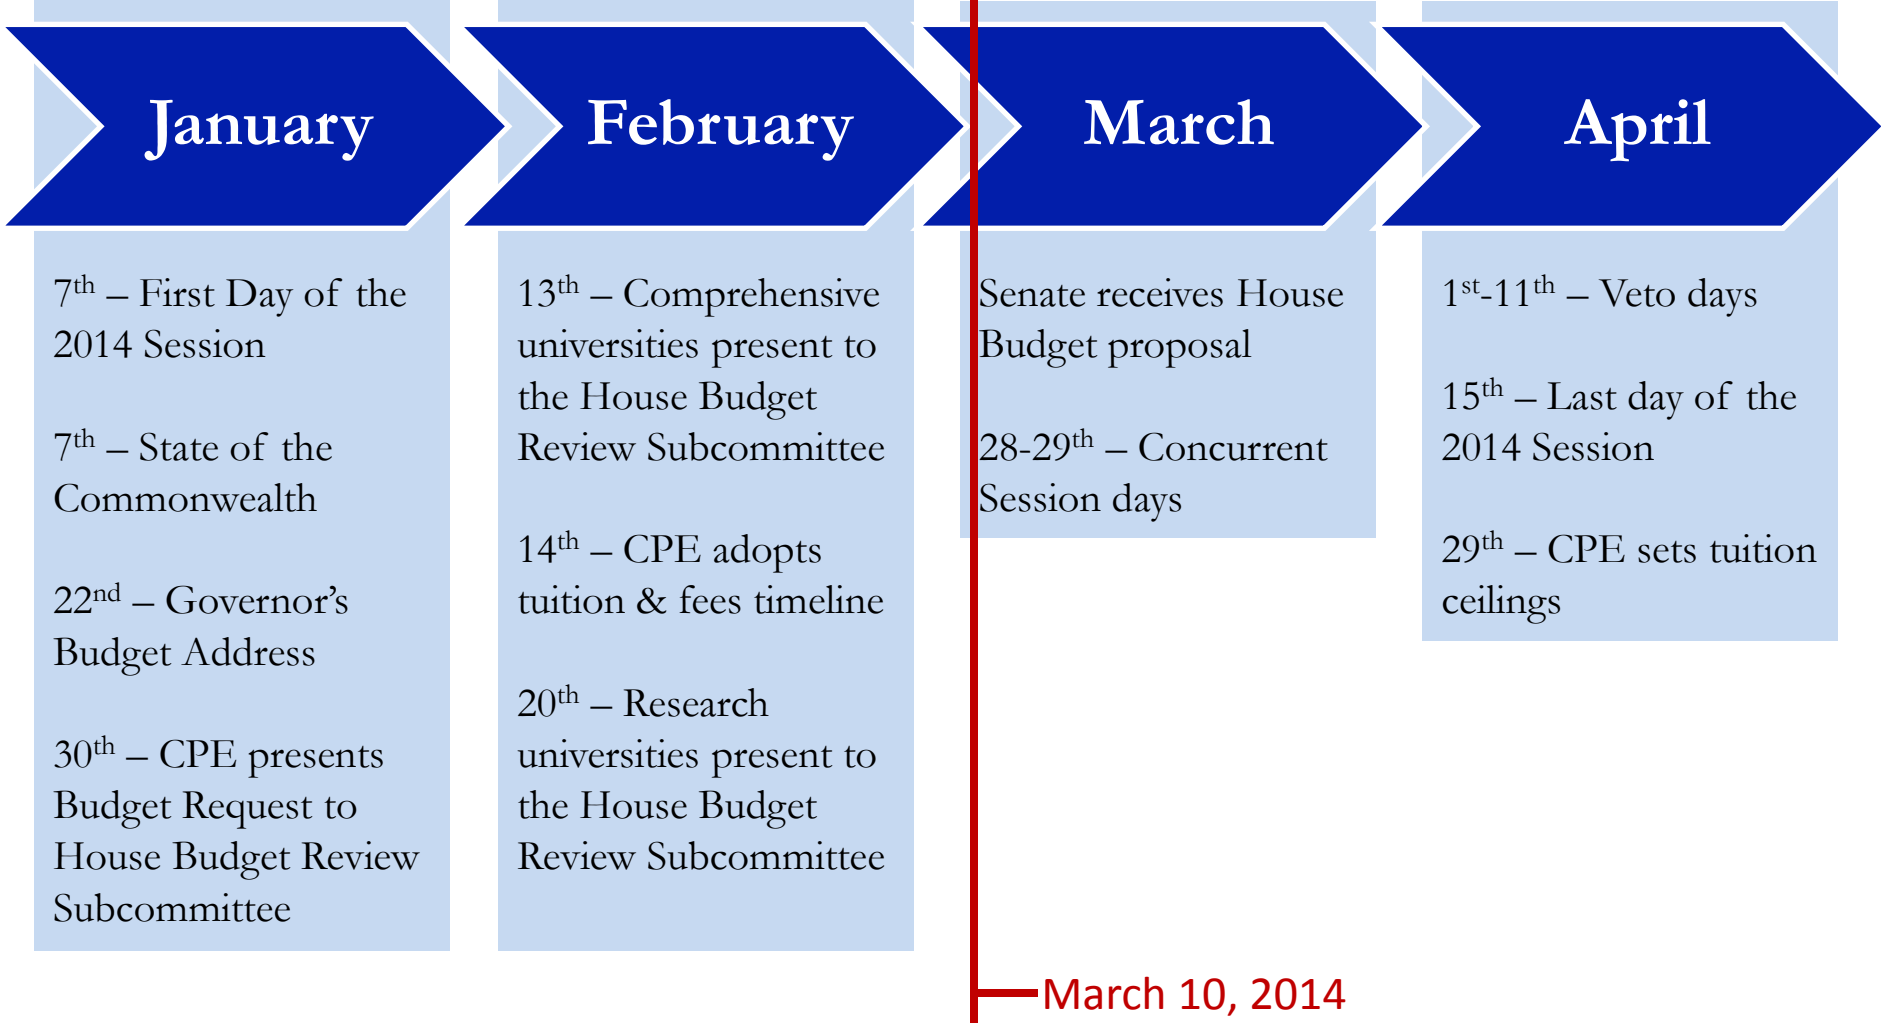 January
7th – First Day of the
2014 Session
7th – State of the
Commonwealth
22nd – Governor’s
Budget Address
30th – CPE presents
Budget Request to
House Budget Review
Subcommittee
February
13th – Comprehensive
universities present to
the House Budget
Review Subcommittee
14th – CPE adopts
tuition & fees timeline
20th – Research
universities present to
the House Budget
Review Subcommittee
March
Senate receives House
Budget proposal
28-29th – Concurrent
Session days
April
1st-11th – Veto days
15th – Last day of the
2014 Session
29th – CPE sets tuition
ceilings
March 10, 2014